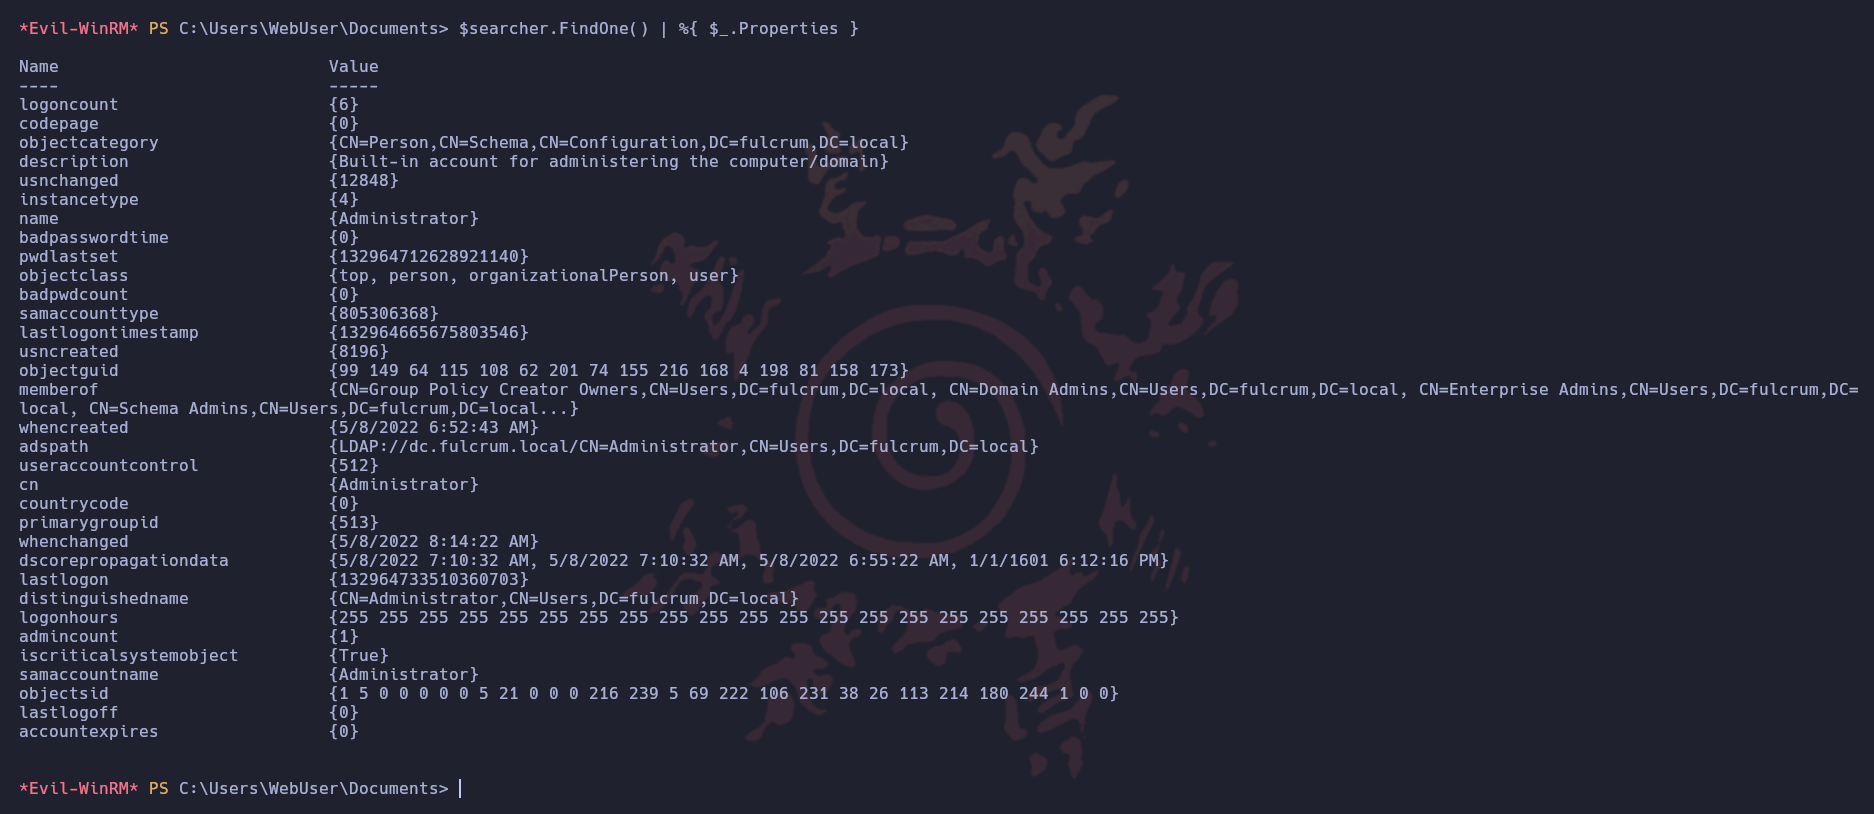 *Evil-WinRM* PS C:\Users\WebUser\Documents> $searcher.FindOne() | %{ $_.Properties }
Name                           Value
----                           -----
logoncount                     {6}
codepage                       {0}
objectcategory                 {CN=Person,CN=Schema,CN=Configuration,DC=fulcrum,DC=local}
description                    {Built-in account for administering the computer/domain}
usnchanged                     {12848}
instancetype                   {4}
name                           {Administrator}
badpasswordtime                {0}
pwdlastset                     {132964712628921140}
objectclass                    {top, person, organizationalPerson, user}
badpwdcount                    {0}
samaccounttype                 {805306368}
lastlogontimestamp             {132964665675803546}
usncreated                     {8196}
objectguid                     {99 149 64 115 108 62 201 74 155 216 168 4 198 81 158 173}
memberof                       {CN=Group Policy Creator Owners,CN=Users,DC=fulcrum,DC=local, CN=Domain Admins,CN=Users,DC=fulcrum,DC=local, CN=Enterprise Admins,CN=Users,DC=fulcrum,DC=
local, CN=Schema Admins,CN=Users,DC=fulcrum,DC=local...}
whencreated                    {5/8/2022 6:52:43 AM}
adspath                        {LDAP://dc.fulcrum.local/CN=Administrator,CN=Users,DC=fulcrum,DC=local}
useraccountcontrol             {512}
cn                             {Administrator}
countrycode                    {0}
primarygroupid                 {513}
whenchanged                    {5/8/2022 8:14:22 AM}
dscorepropagationdata          {5/8/2022 7:10:32 AM, 5/8/2022 7:10:32 AM, 5/8/2022 6:55:22 AM, 1/1/1601 6:12:16 PM}
lastlogon                      {132964733510360703}
distinguishedname              {CN=Administrator,CN=Users,DC=fulcrum,DC=local}
logonhours                     {255 255 255 255 255 255 255 255 255 255 255 255 255 255 255 255 255 255 255 255 255}
admincount                     {1}
iscriticalsystemobject         {True}
samaccountname                 {Administrator}
objectsid                      {1 5 0 0 0 0 0 5 21 0 0 0 216 239 5 69 222 106 231 38 26 113 214 180 244 1 0 0}
lastlogoff                     {0}
accountexpires                 {0}
*Evil-WinRM* PS C:\Users\WebUser\Documents>